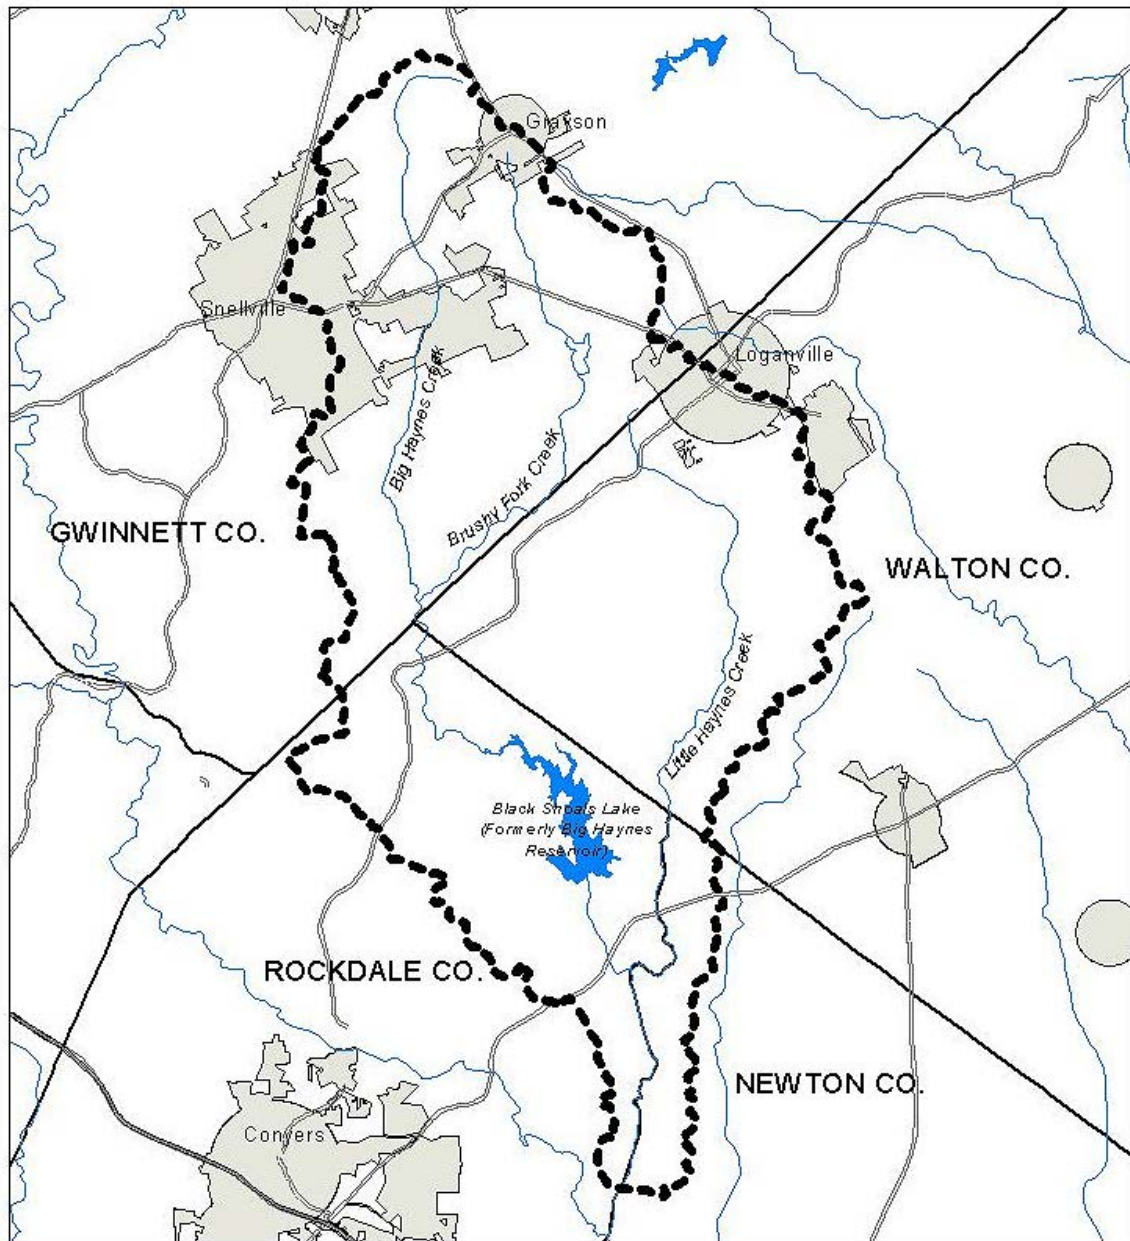 Grayson
Snellville
Loganville
Big Haynes Creek
Brushy Fork Creek
GWINNETT CO.
WALTON CO.
Little Haynes Creek
Black Shoals Lake
(Formerly Big Haynes
Reservoir)
ROCKDALE CO.
NEWTON CO.
Conyers